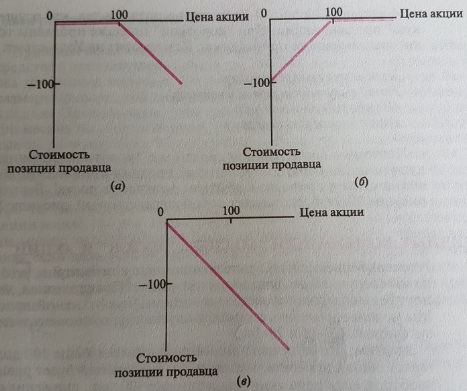 0 100 Цена акции
−100
Стоимость
позиции продавца
(а)
0 100 Цена акции
−100
Стоимость
позиции продавца
(б)
0 100 Цена акции
−100
Стоимость
позиции продавца
(в)